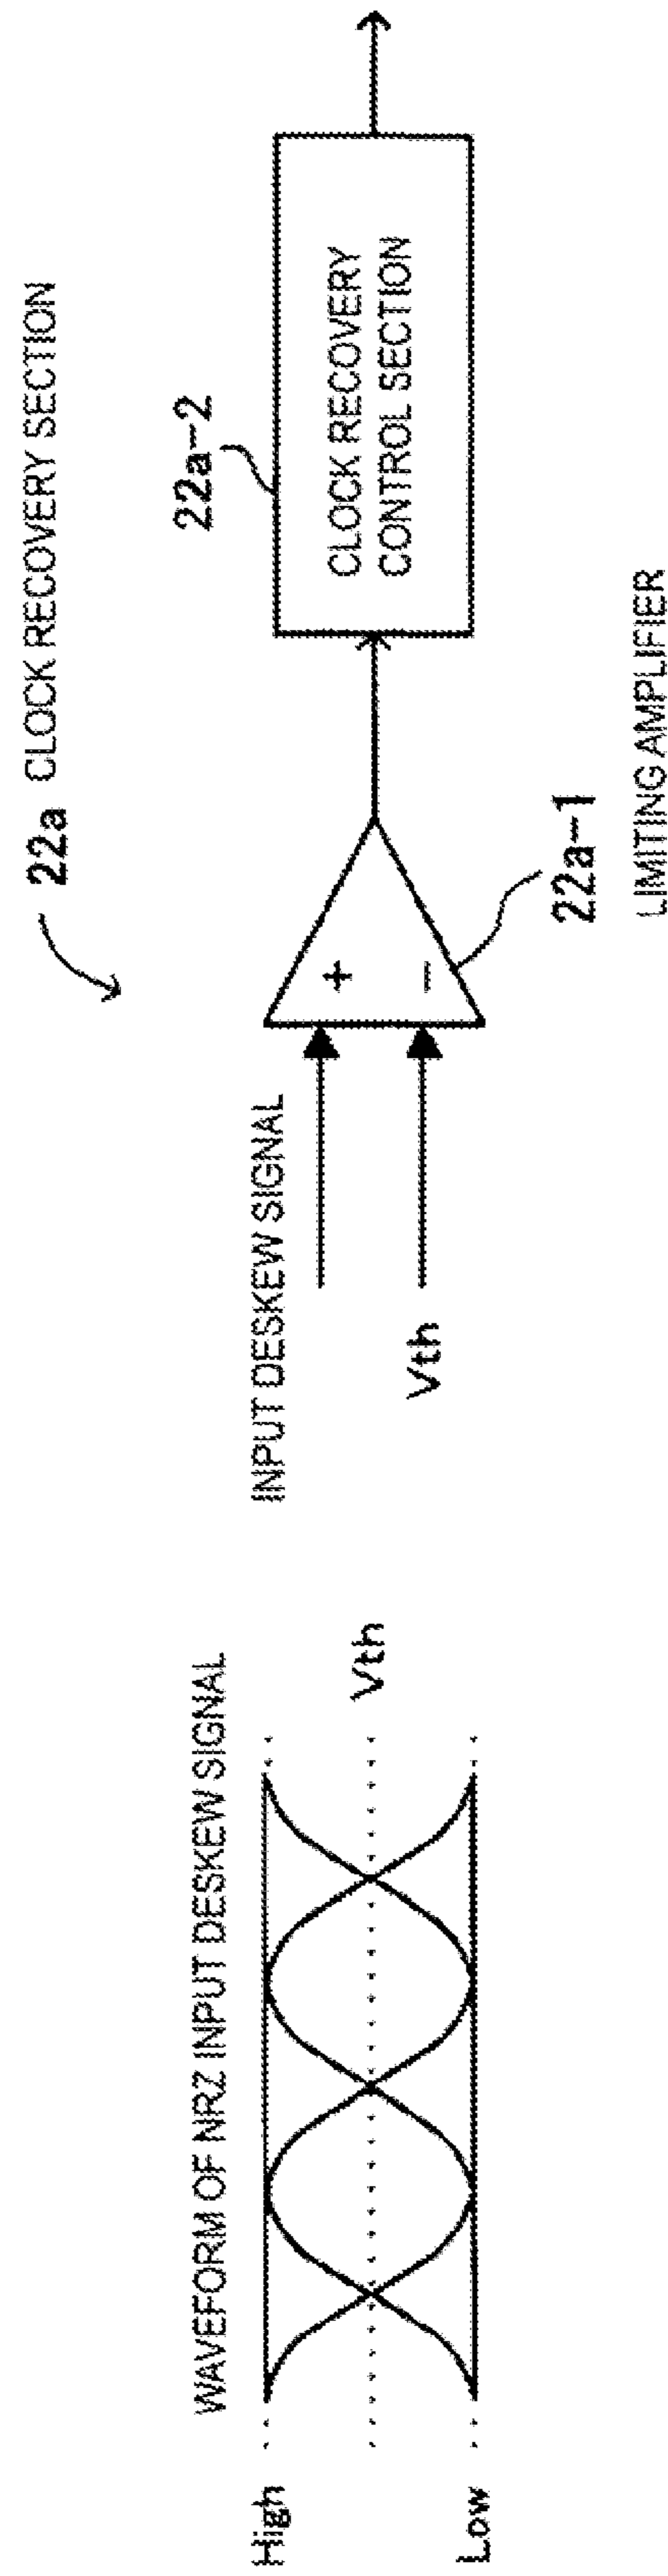 22a CLOCK RECOVERY SECTION
WAVEFORM OF NRZ INPUT DESKEW SIGNAL
High
Vth
Low
INPUT DESKEW SIGNAL
Vth
+
−
22a-1
LIMITING AMPLIFIER
22a-2
CLOCK RECOVERY
CONTROL SECTION